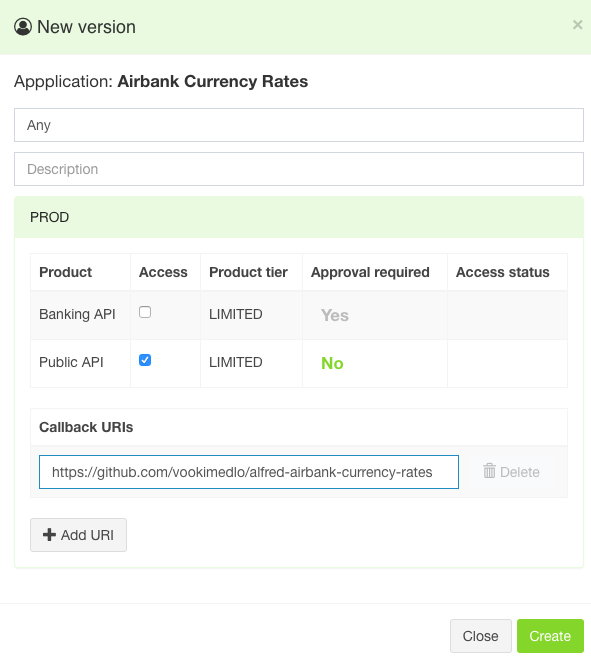 New version
×
Appplication: Airbank Currency Rates
Any
Description
PROD
Product Access Product tier Approval required Access status
Banking API LIMITED Yes
Public API LIMITED No
Callback URIs
https://github.com/vookimedlo/alfred-airbank-currency-rates Delete
Add URI
Close Create